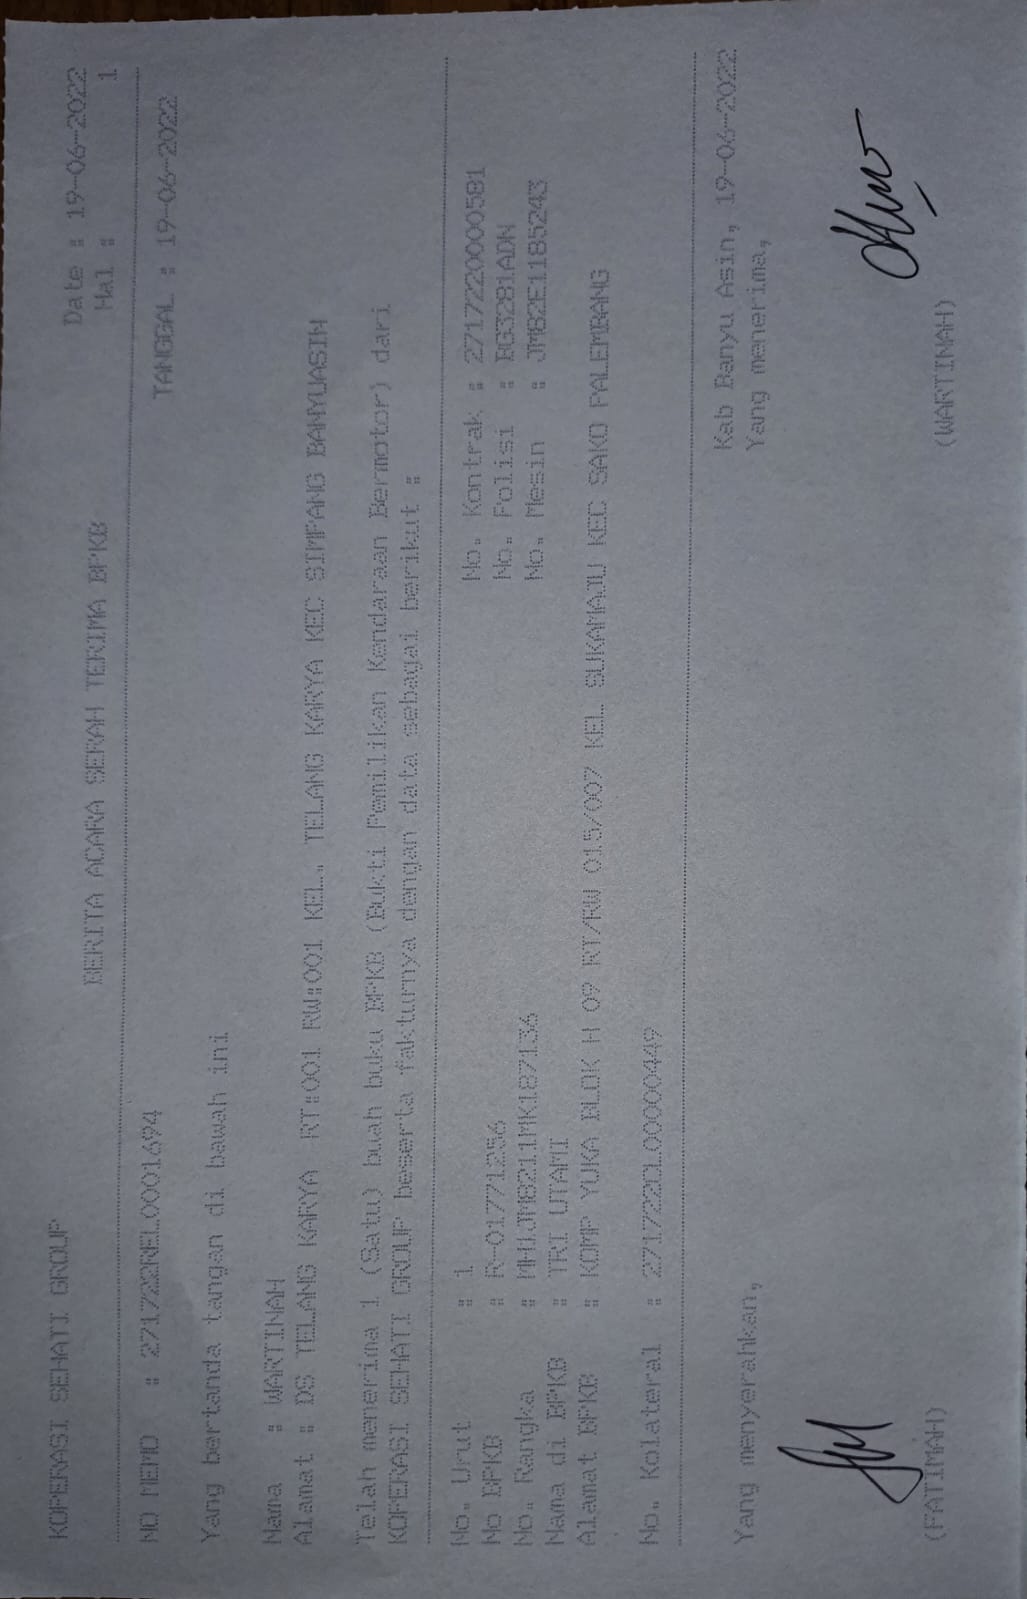 KOPERASI SEHATI GROUP
Date : 19-06-2022
BERITA ACARA SERAH TERIMA BPKB
Hal : 1
NO MEMO : 271722REL0001694
TANGGAL : 19-06-2022
Yang bertanda tangan di bawah ini
Nama : WARTINAH
Alamat : DS TELANG KARYA RT:001 RW:001 KEL. TELANG KARYA KEC SIMPANG BANYUASIN
Telah menerima 1 (Satu) buah buku BPKB (Bukti Pemilikan Kendaraan Bermotor) dari
KOPERASI SEHATI GROUP beserta fakturnya dengan data sebagai berikut :
No. Urut : 1
No. Kontrak : 2717220000581
No BPKB : R-01771256
No. Polisi : BG3281ADN
No. Rangka : MH1JM8211MK187136
No. Mesin : JM82E1185243
Nama di BPKB : TRI UTAMI
Alamat BPKB : KOMP YUKA BLOK H 09 RT/RW 015/007 KEL SUKAMAJU KEC SAKO PALEMBANG
No. Kolateral : 271722CL00000449
Kab Banyu Asin, 19-06-2022
Yang menyerahkan,
Yang menerima,
(FATIMAH)
(WARTINAH)